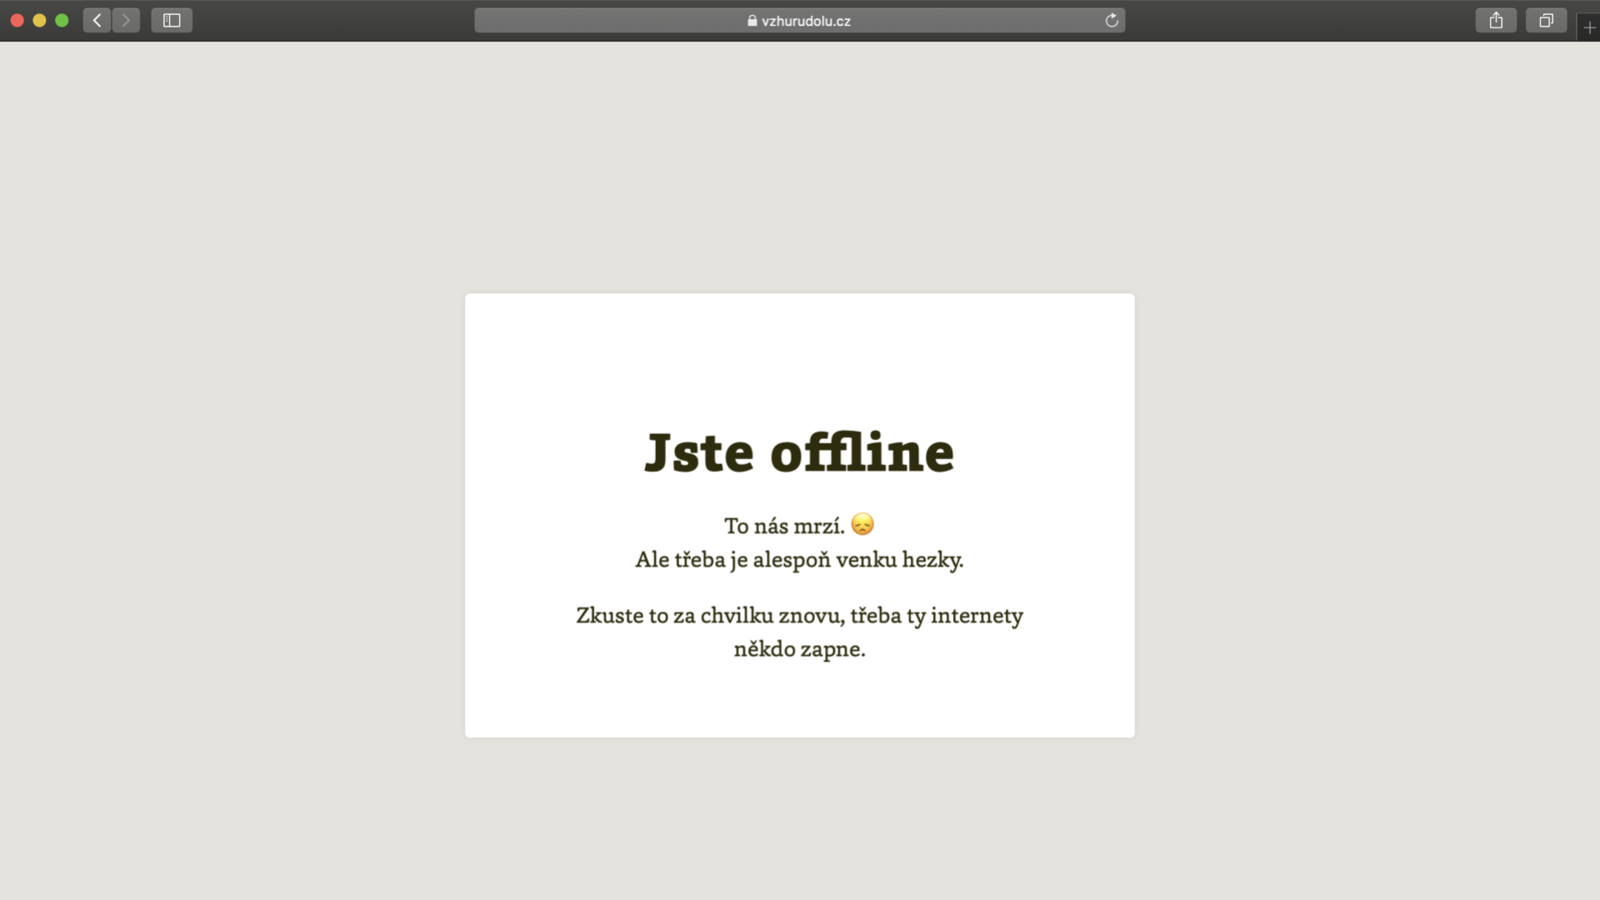 vzhurudolu.cz
Jste offline
To nás mrzí. 😞
Ale třeba je alespoň venku hezky.
Zkuste to za chvilku znovu, třeba ty internety
někdo zapne.